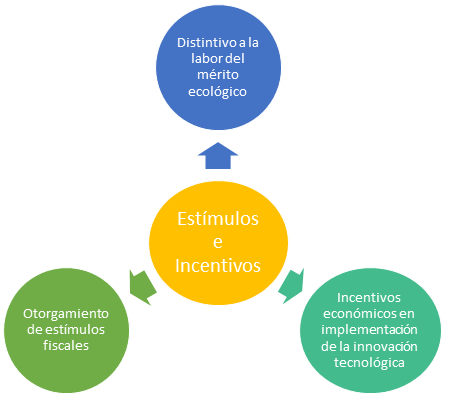 Distintivo a la
labor del
mérito
ecológico
Estímulos
e
Incentivos
Otorgamiento
de estímulos
fiscales
Incentivos
económicos en
implementación
de la innovación
tecnológica